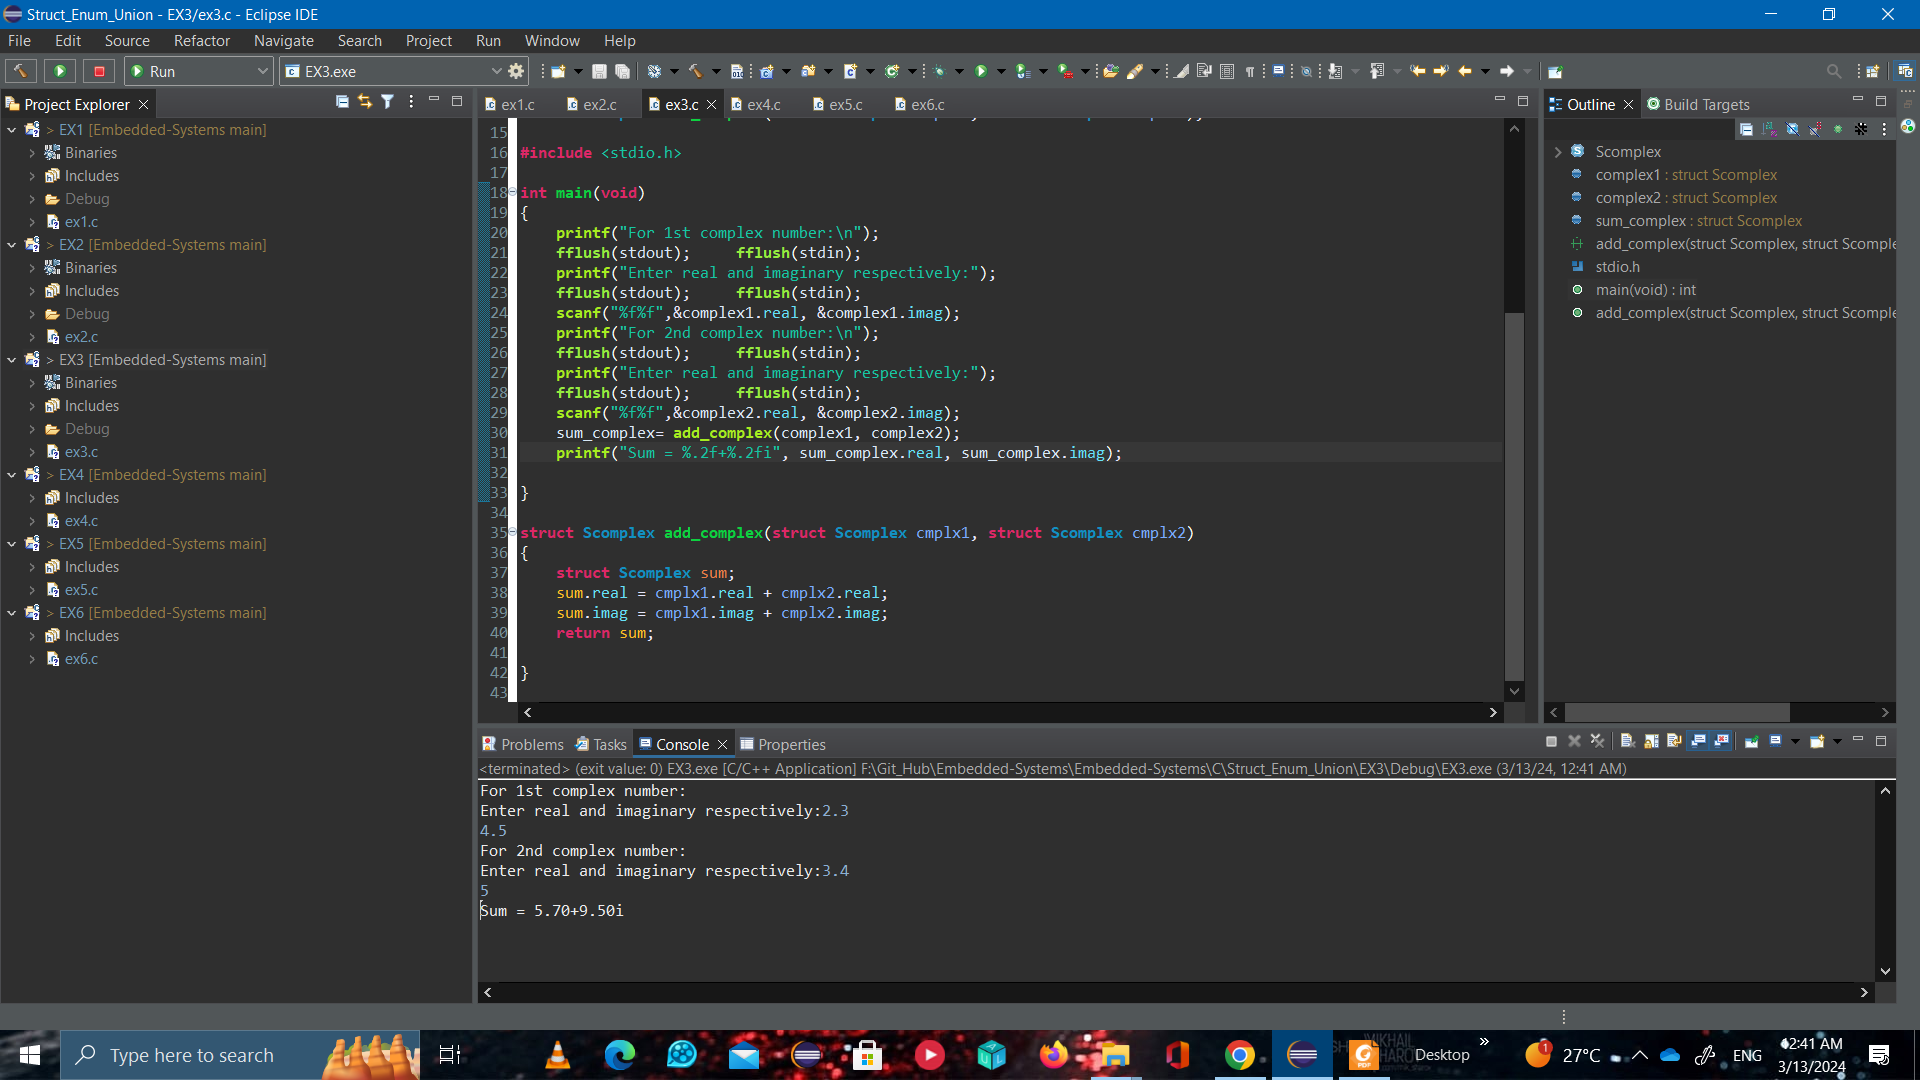 Struct_Enum_Union - EX3/ex3.c - Eclipse IDE
File Edit Source Refactor Navigate Search Project Run Window Help
Run
EX3.exe
Project Explorer
> EX1 [Embedded-Systems main]
Binaries
Includes
Debug
ex1.c
> EX2 [Embedded-Systems main]
Binaries
Includes
Debug
ex2.c
> EX3 [Embedded-Systems main]
Binaries
Includes
Debug
ex3.c
> EX4 [Embedded-Systems main]
Includes
ex4.c
> EX5 [Embedded-Systems main]
Includes
ex5.c
> EX6 [Embedded-Systems main]
Includes
ex6.c
ex1.c ex2.c ex3.c ex4.c ex5.c ex6.c
15
16 #include <stdio.h>
17
18 int main(void)
19 {
20 printf("For 1st complex number:\n");
21 fflush(stdout); fflush(stdin);
22 printf("Enter real and imaginary respectively:");
23 fflush(stdout); fflush(stdin);
24 scanf("%f%f",&complex1.real, &complex1.imag);
25 printf("For 2nd complex number:\n");
26 fflush(stdout); fflush(stdin);
27 printf("Enter real and imaginary respectively:");
28 fflush(stdout); fflush(stdin);
29 scanf("%f%f",&complex2.real, &complex2.imag);
30 sum_complex= add_complex(complex1, complex2);
31 printf("Sum = %.2f+%.2fi", sum_complex.real, sum_complex.imag);
32
33 }
34
35 struct Scomplex add_complex(struct Scomplex cmplx1, struct Scomplex cmplx2)
36 {
37 struct Scomplex sum;
38 sum.real = cmplx1.real + cmplx2.real;
39 sum.imag = cmplx1.imag + cmplx2.imag;
40 return sum;
41
42 }
43
Outline Build Targets
Scomplex
complex1 : struct Scomplex
complex2 : struct Scomplex
sum_complex : struct Scomplex
add_complex(struct Scomplex, struct Scomple
stdio.h
main(void) : int
add_complex(struct Scomplex, struct Scomple
Problems Tasks Console Properties
<terminated> (exit value: 0) EX3.exe [C/C++ Application] F:\Git_Hub\Embedded-Systems\Embedded-Systems\C\Struct_Enum_Union\EX3\Debug\EX3.exe (3/13/24, 12:41 AM)
For 1st complex number:
Enter real and imaginary respectively:2.3
4.5
For 2nd complex number:
Enter real and imaginary respectively:3.4
5
Sum = 5.70+9.50i
Type here to search
Desktop
1
27°C
ENG
12:41 AM
3/13/2024